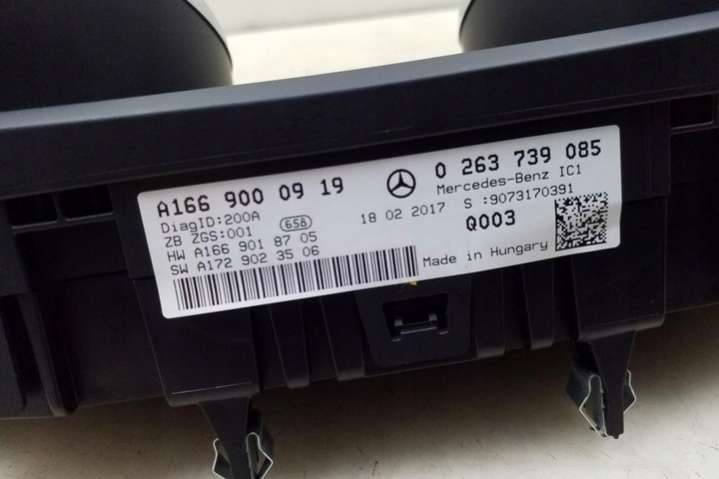 A166 900 09 19
DiagID:200A
ZB ZGS:001
658
HW A166 901 87 05
SW A172 902 35 06
18 02 2017
0 263 739 085
Mercedes-Benz IC1
S :9073170391
Q003
Made in Hungary